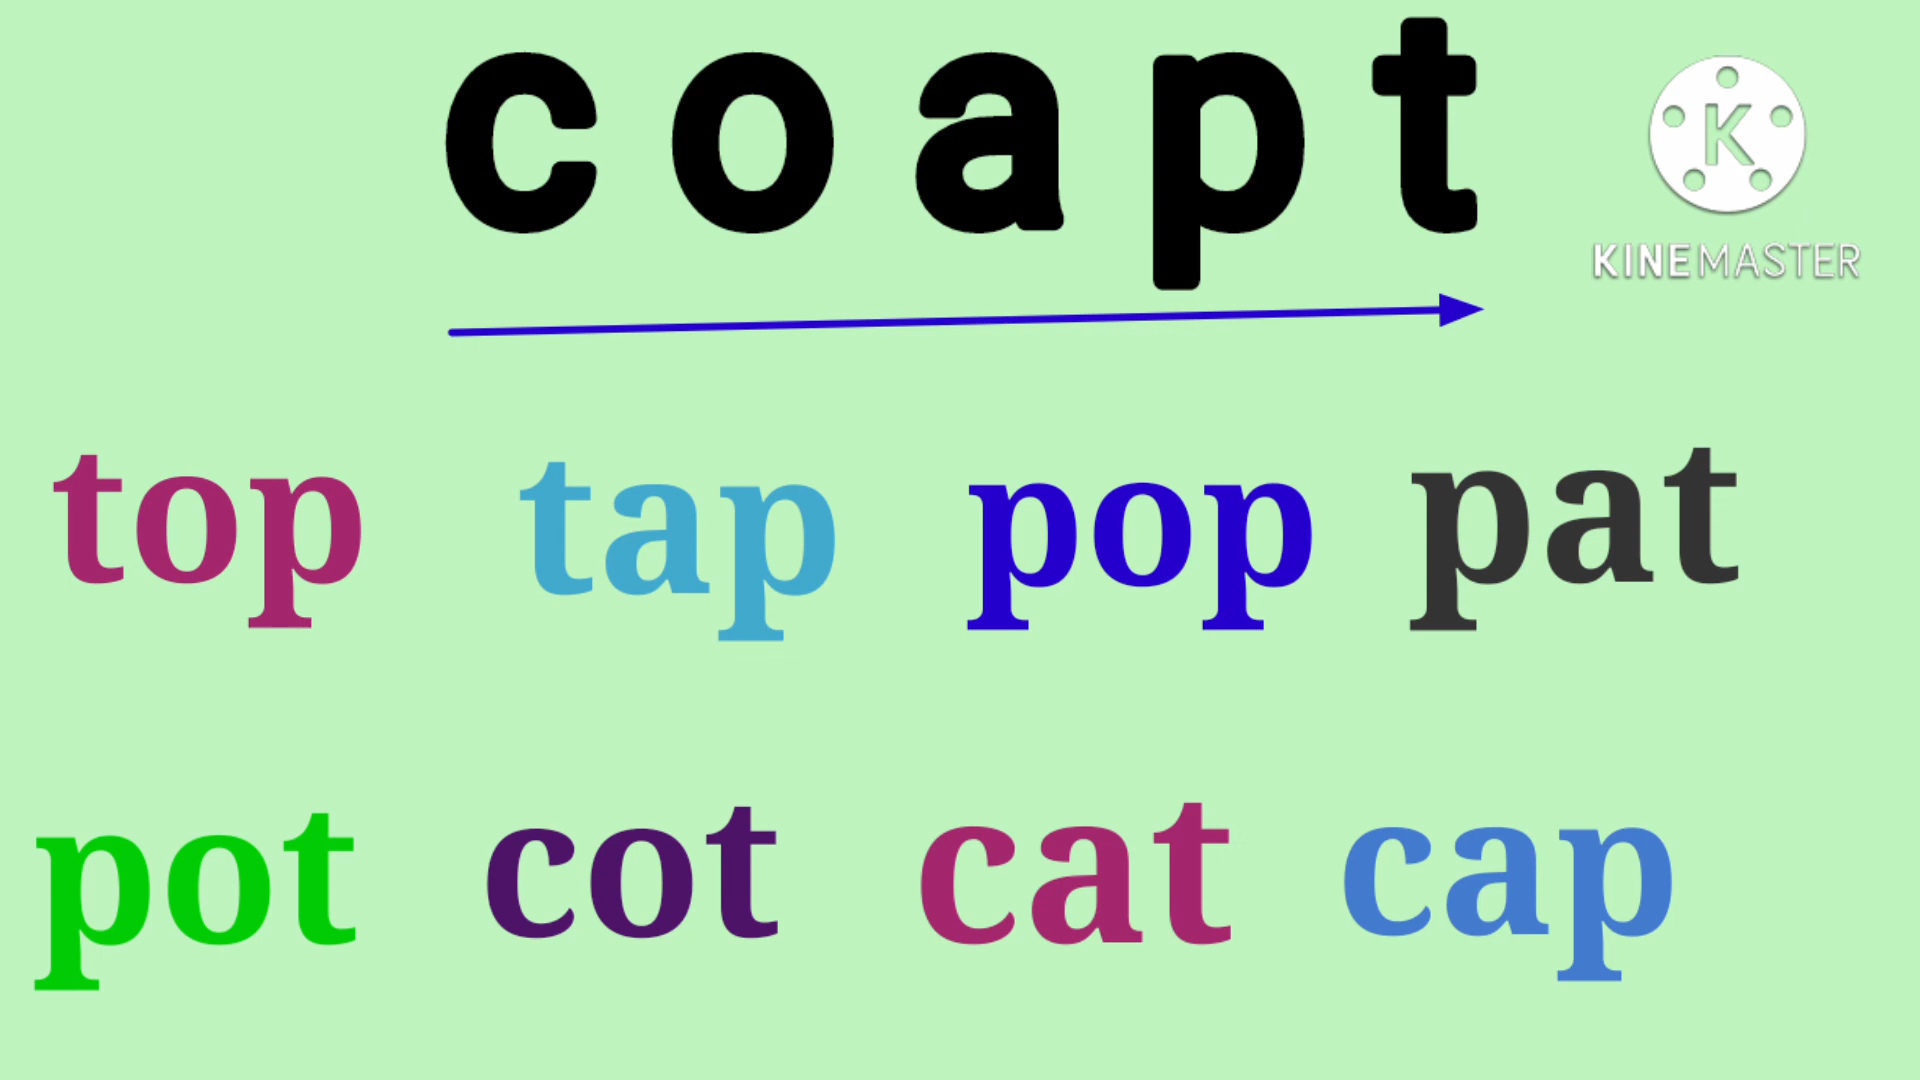 c o a p t
K
KINEMASTER
top tap pop pat
pot cot cat cap